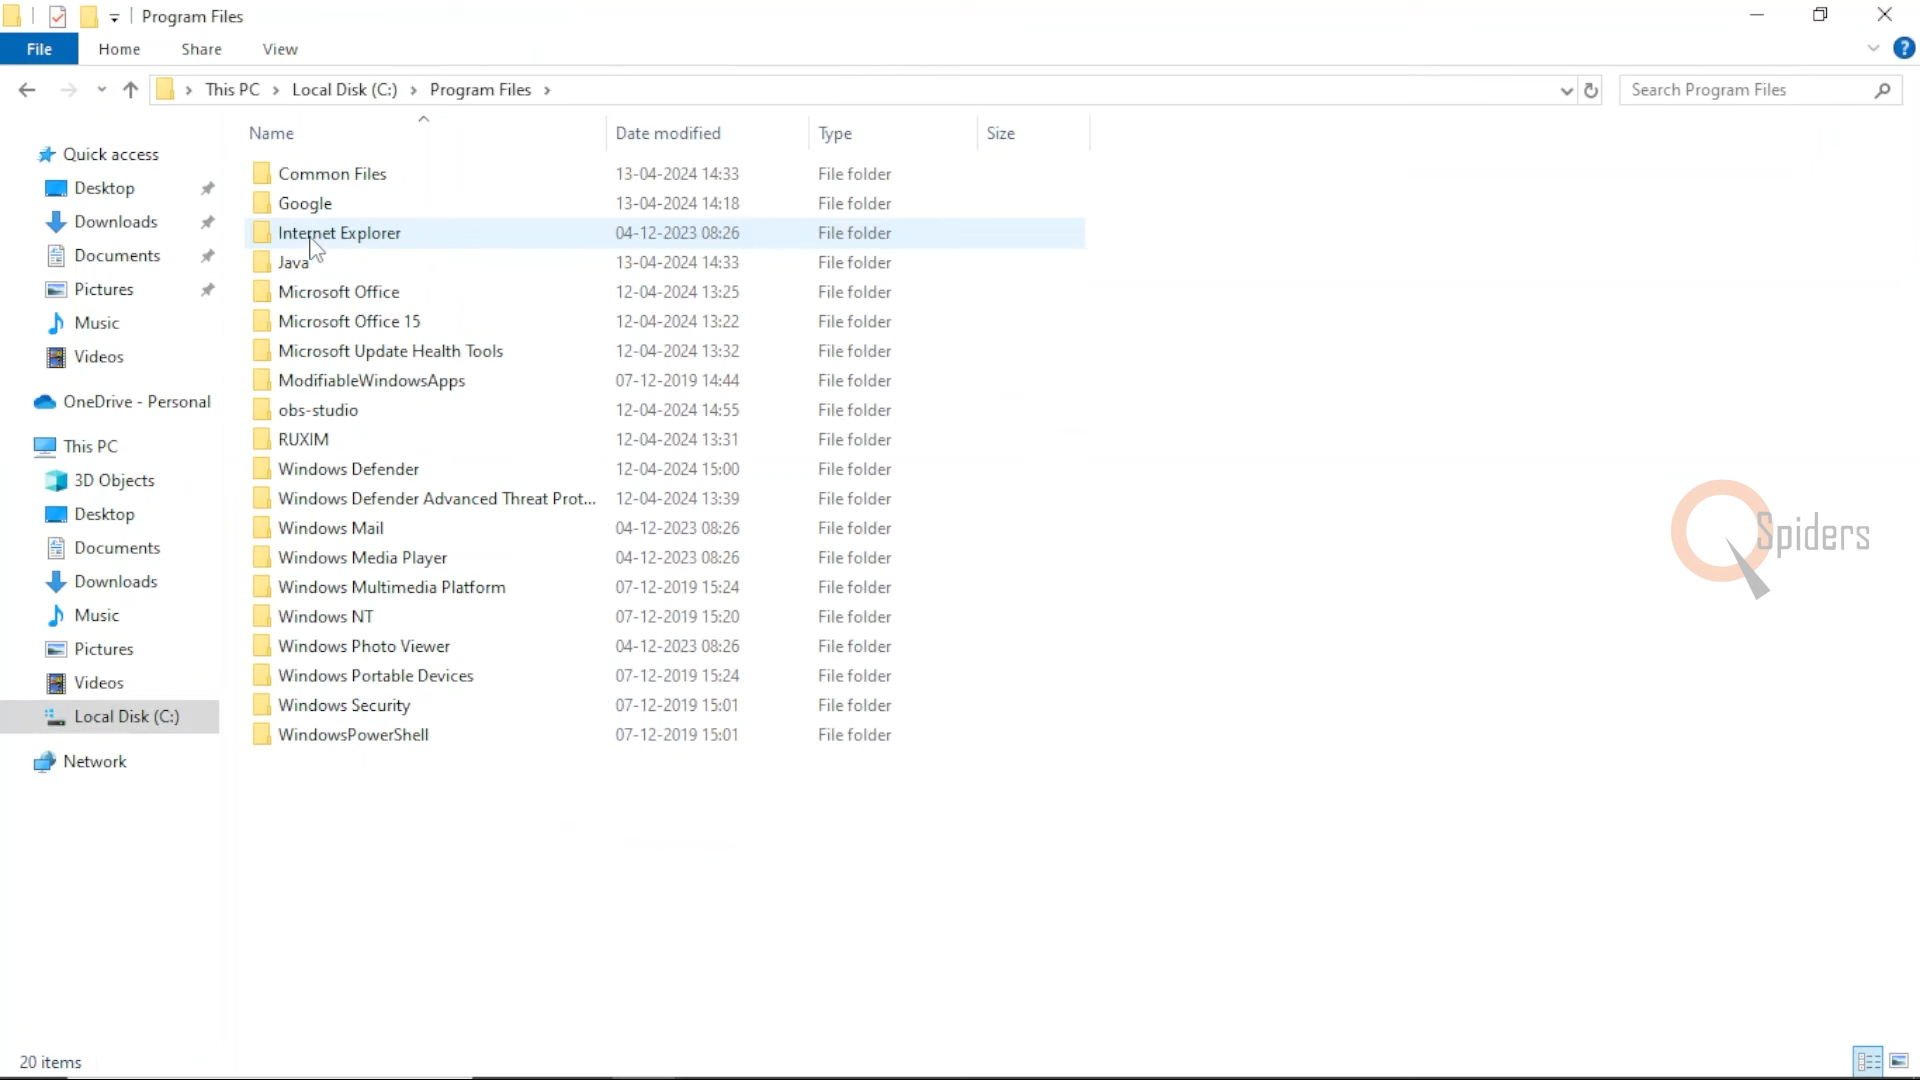 Program Files
File Home Share View
This PC Local Disk (C:) Program Files
Search Program Files
Name Date modified Type Size
Quick access
Desktop
Downloads
Documents
Pictures
Music
Videos
OneDrive - Personal
This PC
3D Objects
Desktop
Documents
Downloads
Music
Pictures
Videos
Local Disk (C:)
Network
Common Files 13-04-2024 14:33 File folder
Google 13-04-2024 14:18 File folder
Internet Explorer 04-12-2023 08:26 File folder
Java 13-04-2024 14:33 File folder
Microsoft Office 12-04-2024 13:25 File folder
Microsoft Office 15 12-04-2024 13:22 File folder
Microsoft Update Health Tools 12-04-2024 13:32 File folder
ModifiableWindowsApps 07-12-2019 14:44 File folder
obs-studio 12-04-2024 14:55 File folder
RUXIM 12-04-2024 13:31 File folder
Windows Defender 12-04-2024 15:00 File folder
Windows Defender Advanced Threat Prot... 12-04-2024 13:39 File folder
Windows Mail 04-12-2023 08:26 File folder
Windows Media Player 04-12-2023 08:26 File folder
Windows Multimedia Platform 07-12-2019 15:24 File folder
Windows NT 07-12-2019 15:20 File folder
Windows Photo Viewer 04-12-2023 08:26 File folder
Windows Portable Devices 07-12-2019 15:24 File folder
Windows Security 07-12-2019 15:01 File folder
WindowsPowerShell 07-12-2019 15:01 File folder
QSpiders
20 items